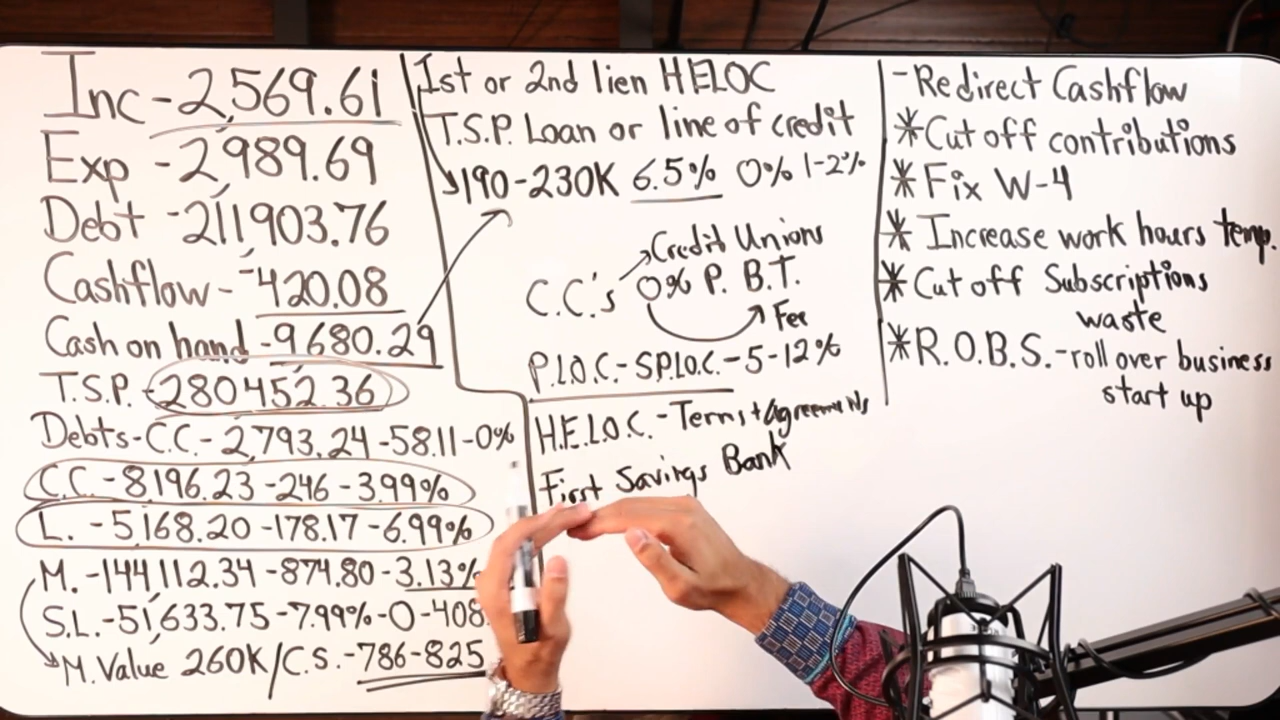 Inc - 2,569.61
Exp - 2,989.69
Debt - 211,903.76
Cashflow - -420.08
Cash on hand - 9,680.29
T.S.P. - 280,452.36
Debts - C.C. - 2,793.24 - 58.11 - 0%
C.C. - 8,196.23 - 246 - 3.99%
L. - 5,168.20 - 178.17 - 6.99%
M. - 144,112.34 - 874.80 - 3.13%
S.L. - 51,633.75 - 7.99% - 0 - 408
M. Value 260K/C.S. - 786-825
1st or 2nd lien HELOC
T.S.P. Loan or line of credit
190-230K 6.5% 0% 1-2%
Credit Unions
C.C.'s 0% P. B.T.
Fee
P.L.O.C. - S.P.L.O.C. - 5-12%
H.E.L.O.C. - Terms + Agreements
First Savings Bank
- Redirect Cashflow
* Cut off contributions
* Fix W-4
* Increase work hours temp.
* Cut off Subscriptions
waste
* R.O.B.S. - roll over business
start up